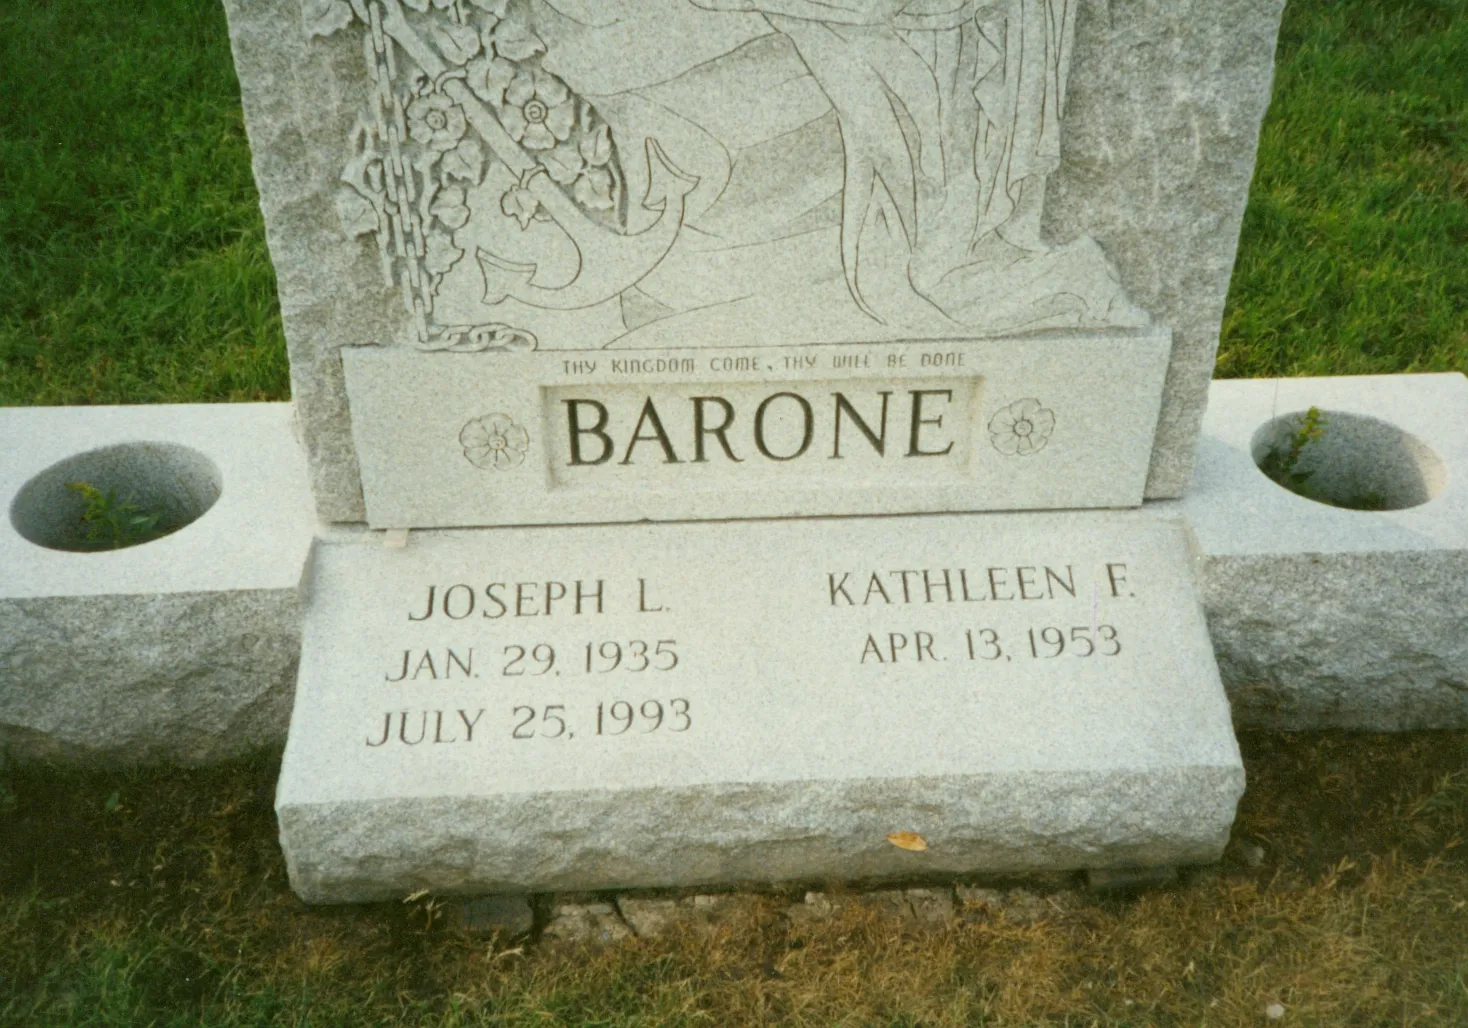 THY KINGDOM COME, THY WILL BE DONE
BARONE
JOSEPH L.
JAN. 29, 1935
JULY 25, 1993
KATHLEEN F.
APR. 13, 1953